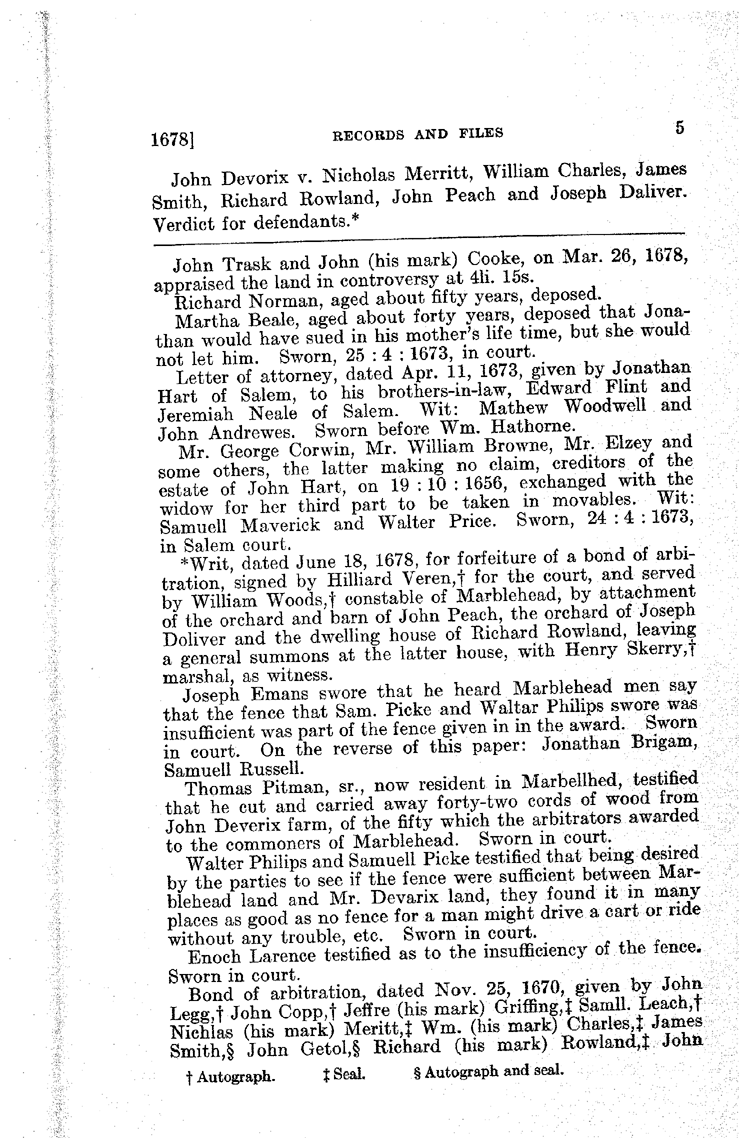 1678] RECORDS AND FILES 5
John Devorix v. Nicholas Merritt, William Charles, James
Smith, Richard Rowland, John Peach and Joseph Daliver.
Verdict for defendants.*
John Trask and John (his mark) Cooke, on Mar. 26, 1678,
appraised the land in controversy at 4li. 15s.
Richard Norman, aged about fifty years, deposed.
Martha Beale, aged about forty years, deposed that Jona-
than would have sued in his mother's life time, but she would
not let him. Sworn, 25 : 4 : 1673, in court.
Letter of attorney, dated Apr. 11, 1673, given by Jonathan
Hart of Salem, to his brothers-in-law, Edward Flint and
Jeremiah Neale of Salem. Wit: Mathew Woodwell and
John Andrewes. Sworn before Wm. Hathorne.
Mr. George Corwin, Mr. William Browne, Mr. Elzey and
some others, the latter making no claim, creditors of the
estate of John Hart, on 19 : 10 : 1656, exchanged with the
widow for her third part to be taken in movables. Wit:
Samuell Maverick and Walter Price. Sworn, 24 : 4 : 1673,
in Salem court.
*Writ, dated June 18, 1678, for forfeiture of a bond of arbi-
tration, signed by Hilliard Veren,† for the court, and served
by William Woods,† constable of Marblehead, by attachment
of the orchard and barn of John Peach, the orchard of Joseph
Doliver and the dwelling house of Richard Rowland, leaving
a general summons at the latter house, with Henry Skerry,†
marshal, as witness.
Joseph Emans swore that he heard Marblehead men say
that the fence that Sam. Picke and Waltar Philips swore was
insufficient was part of the fence given in in the award. Sworn
in court. On the reverse of this paper: Jonathan Brigam,
Samuell Russell.
Thomas Pitman, sr., now resident in Marbellhed, testified
that he cut and carried away forty-two cords of wood from
John Deverix farm, of the fifty which the arbitrators awarded
to the commoners of Marblehead. Sworn in court.
Walter Philips and Samuell Picke testified that being desired
by the parties to see if the fence were sufficient between Mar-
blehead land and Mr. Devarix land, they found it in many
places as good as no fence for a man might drive a cart or ride
without any trouble, etc. Sworn in court.
Enoch Larence testified as to the insufficiency of the fence.
Sworn in court.
Bond of arbitration, dated Nov. 25, 1670, given by John
Legg,† John Copp,† Jeffre (his mark) Griffing,‡ Samll. Leach,†
Nichlas (his mark) Meritt,‡ Wm. (his mark) Charles,‡ James
Smith,§ John Getol,§ Richard (his mark) Rowland,‡ John
† Autograph. ‡ Seal. § Autograph and seal.